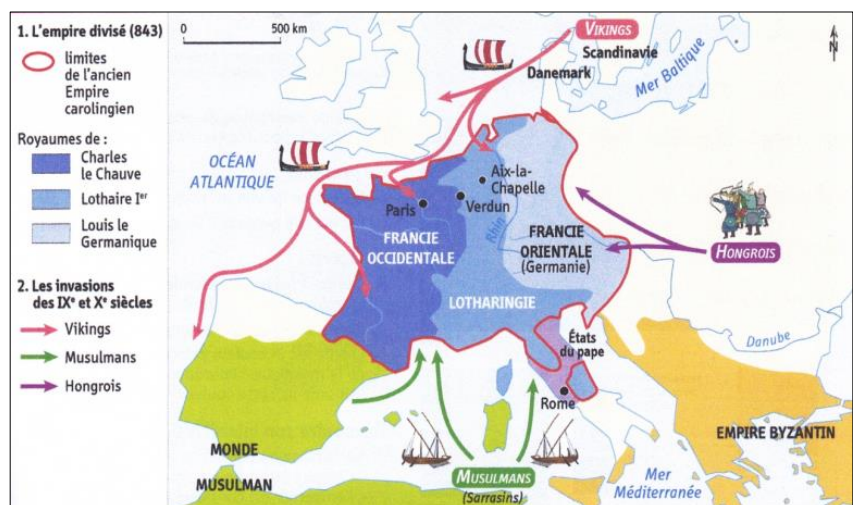 1. L'empire divisé (843)
limites
de l'ancien
Empire
carolingien
Royaumes de :
Charles
le Chauve
Lothaire Iᵉʳ
Louis le
Germanique
2. Les invasions
des IXᵉ et Xᵉ siècles
Vikings
Musulmans
Hongrois
0 500 km
VIKINGS
Scandinavie
Danemark
Mer Baltique
N
OCÉAN
ATLANTIQUE
Aix-la-
Chapelle
Paris
Verdun
Rhin
FRANCIE
OCCIDENTALE
FRANCIE
ORIENTALE
(Germanie)
HONGROIS
LOTHARINGIE
États
du pape
Danube
Rome
EMPIRE BYZANTIN
MONDE
MUSULMAN
MUSULMANS
(Sarrasins)
Mer
Méditerranée